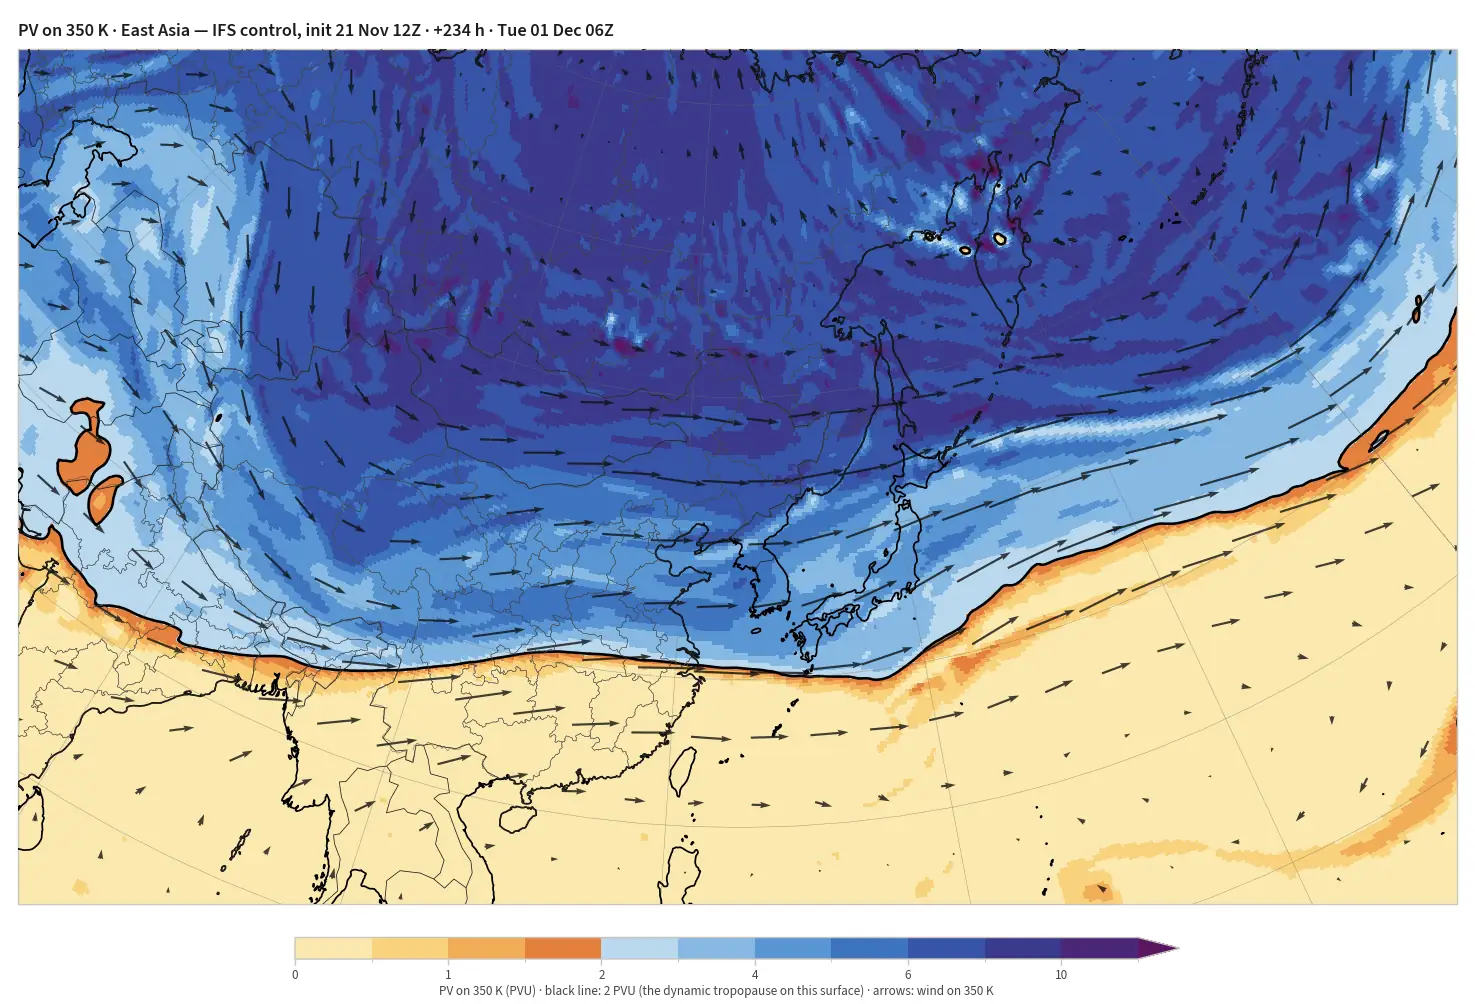 PV on 350 K · East Asia — IFS control, init 21 Nov 12Z · +234 h · Tue 01 Dec 06Z
0 1 2 4 6 10
PV on 350 K (PVU) · black line: 2 PVU (the dynamic tropopause on this surface) · arrows: wind on 350 K